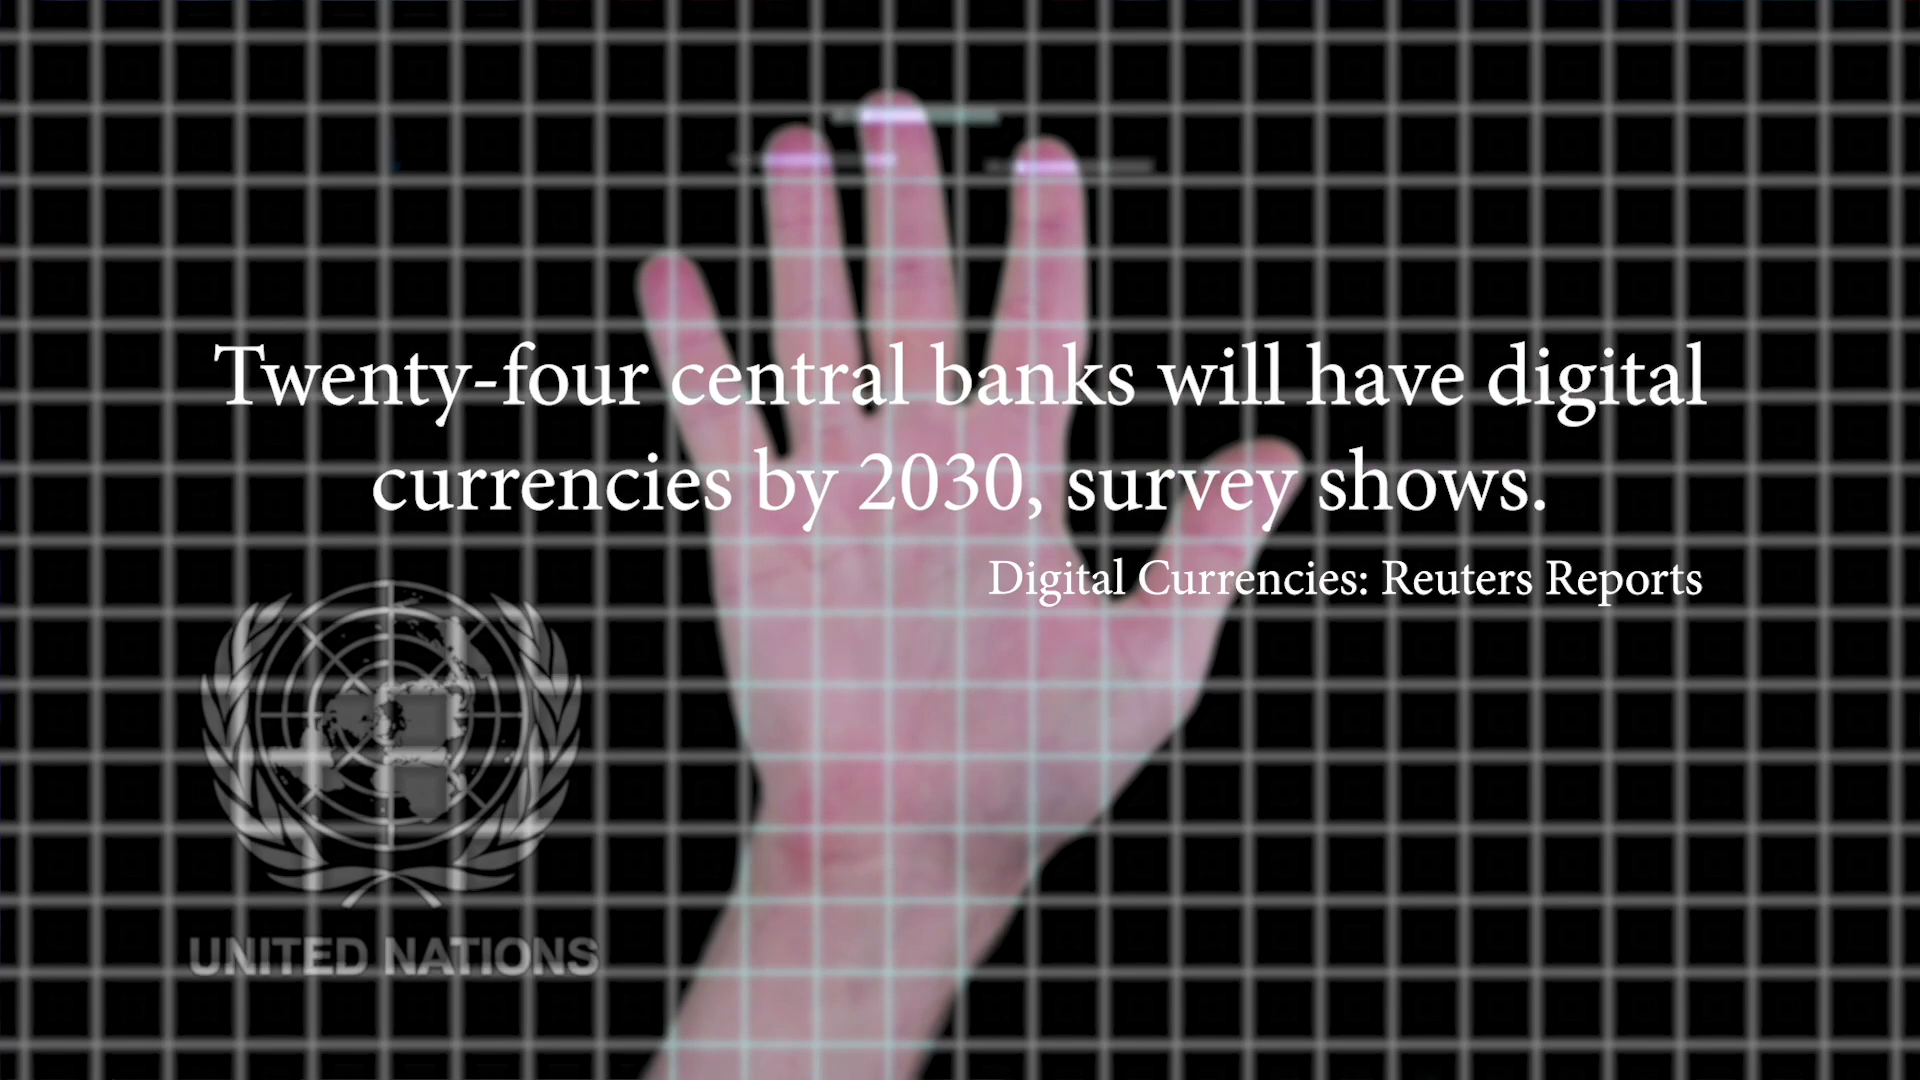 Twenty-four central banks will have digital
currencies by 2030, survey shows.
Digital Currencies: Reuters Reports
UNITED NATIONS